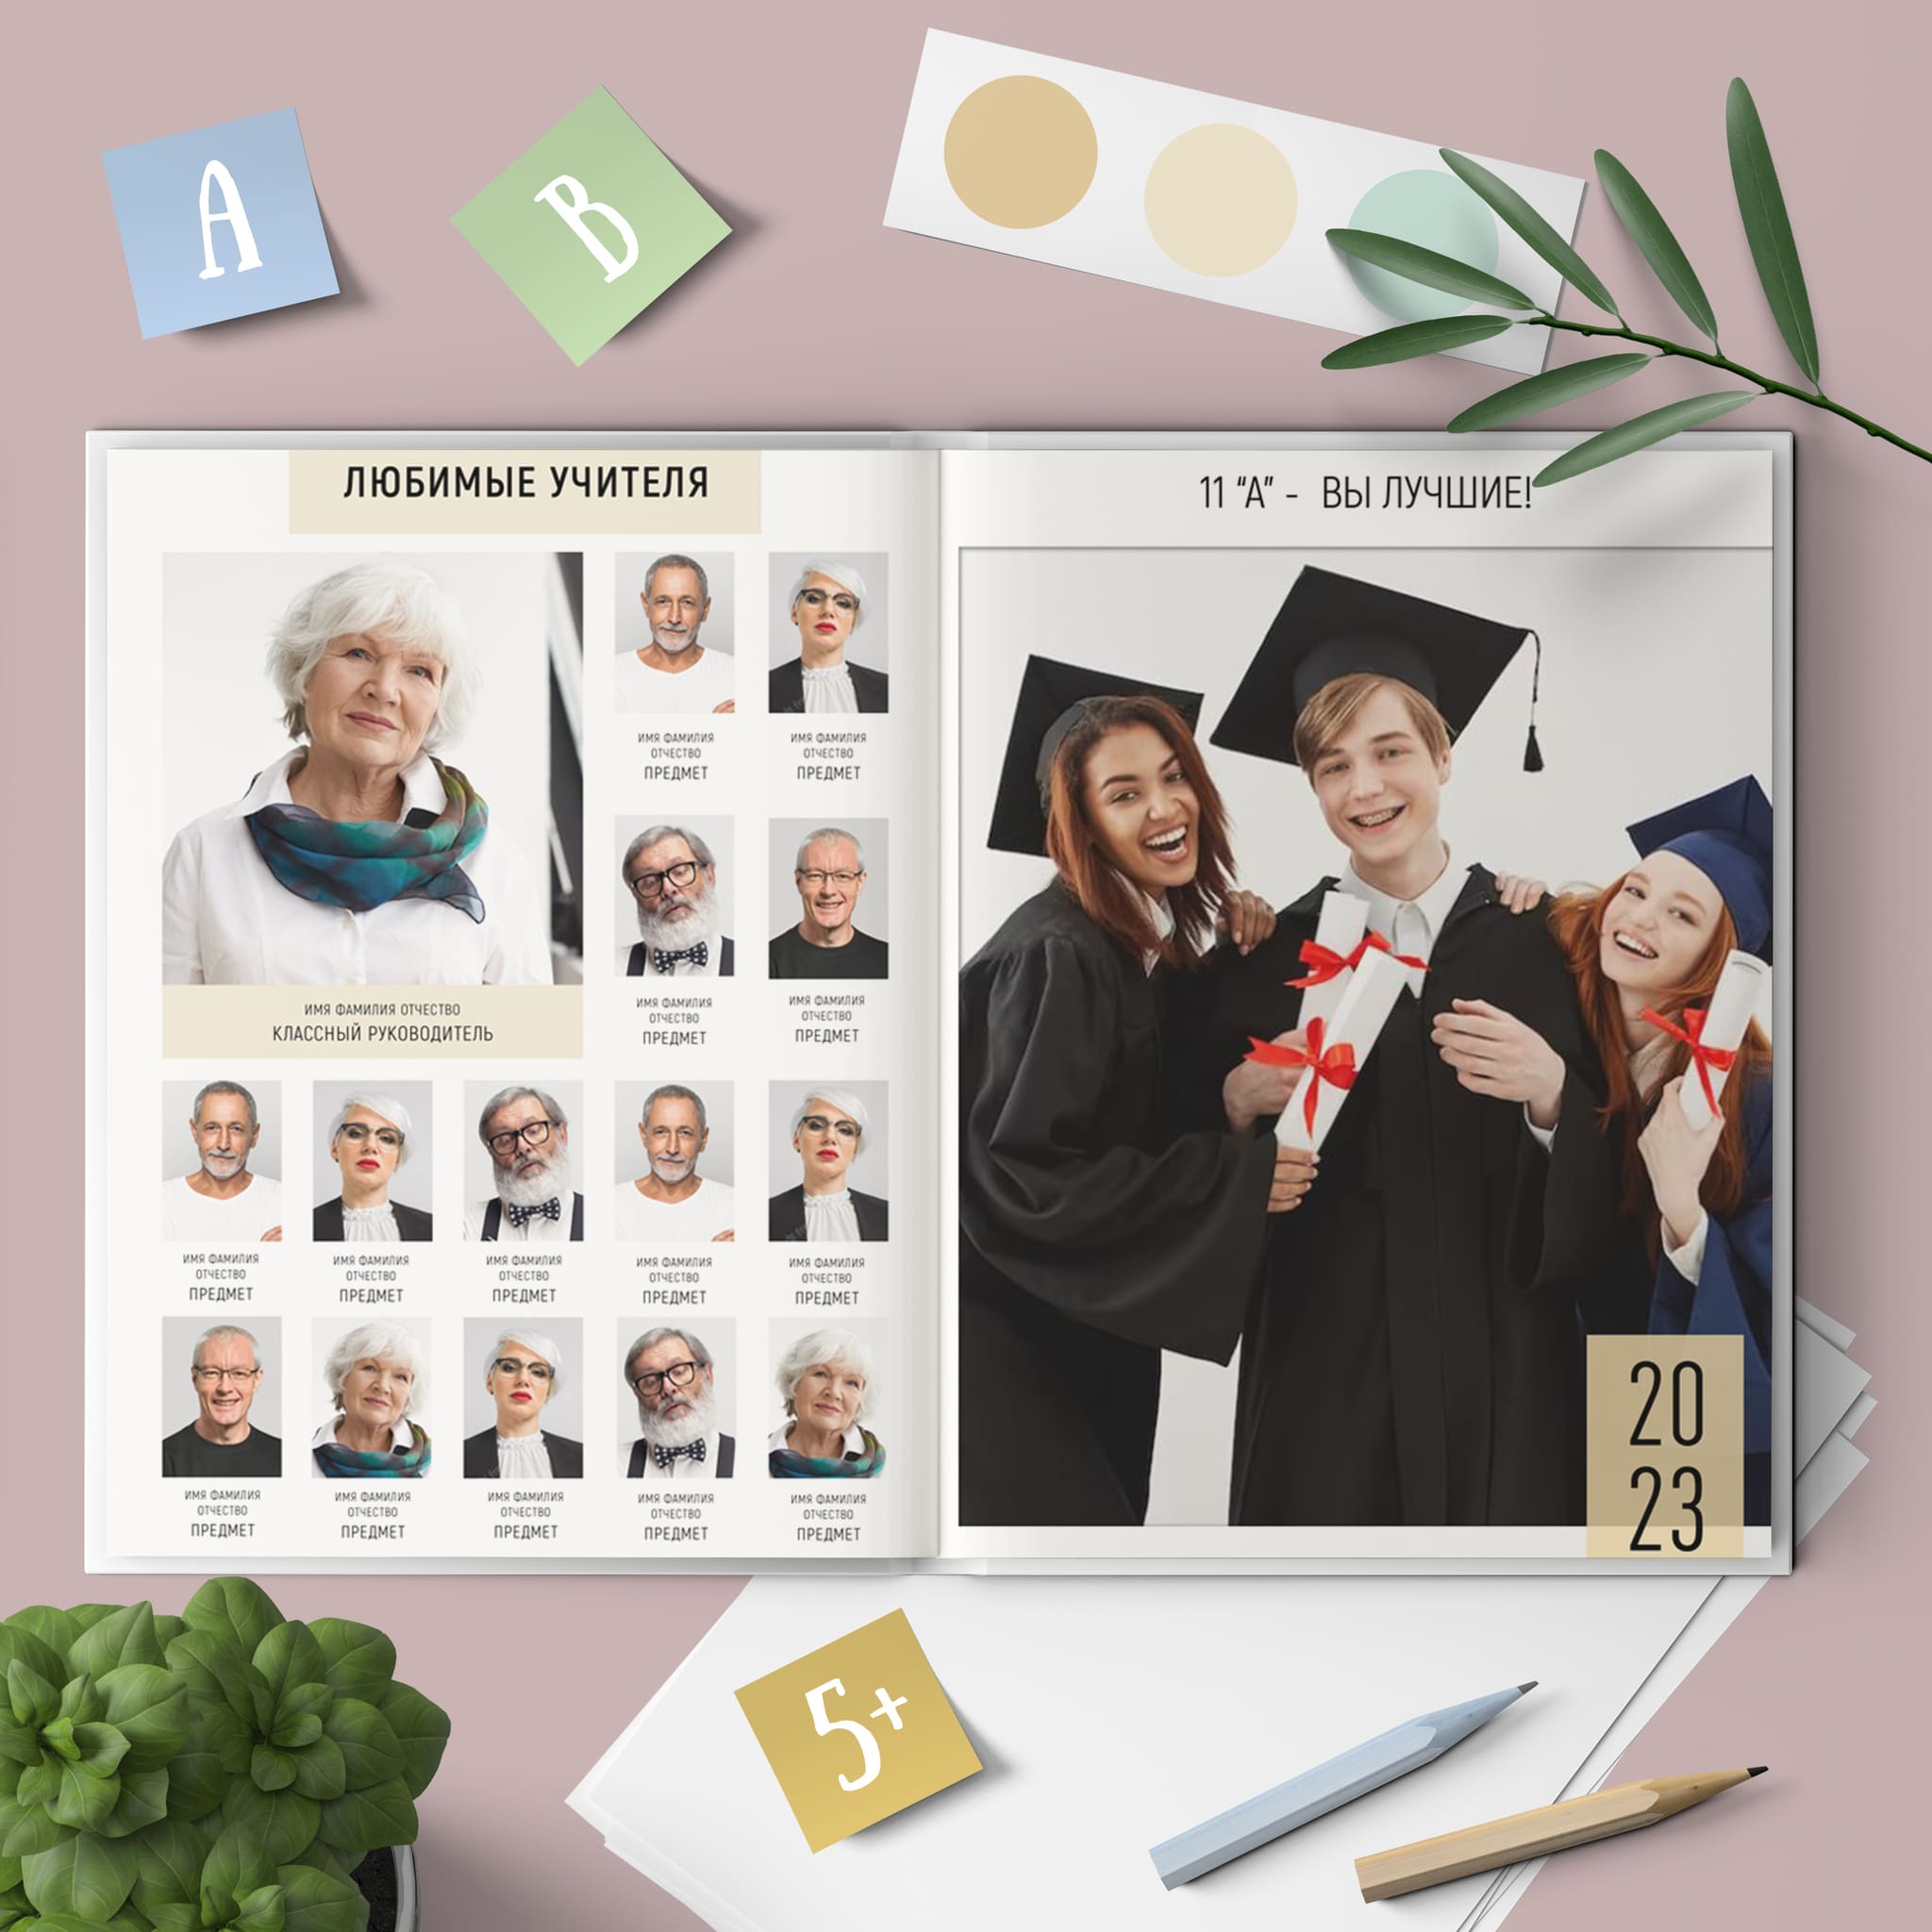 A
B
ЛЮБИМЫЕ УЧИТЕЛЯ
ИМЯ ФАМИЛИЯ
ОТЧЕСТВО
ПРЕДМЕТ
ИМЯ ФАМИЛИЯ
ОТЧЕСТВО
ПРЕДМЕТ
ИМЯ ФАМИЛИЯ
ОТЧЕСТВО
ПРЕДМЕТ
ИМЯ ФАМИЛИЯ
ОТЧЕСТВО
ПРЕДМЕТ
ИМЯ ФАМИЛИЯ ОТЧЕСТВО
КЛАССНЫЙ РУКОВОДИТЕЛЬ
ИМЯ ФАМИЛИЯ
ОТЧЕСТВО
ПРЕДМЕТ
ИМЯ ФАМИЛИЯ
ОТЧЕСТВО
ПРЕДМЕТ
ИМЯ ФАМИЛИЯ
ОТЧЕСТВО
ПРЕДМЕТ
ИМЯ ФАМИЛИЯ
ОТЧЕСТВО
ПРЕДМЕТ
ИМЯ ФАМИЛИЯ
ОТЧЕСТВО
ПРЕДМЕТ
ИМЯ ФАМИЛИЯ
ОТЧЕСТВО
ПРЕДМЕТ
ИМЯ ФАМИЛИЯ
ОТЧЕСТВО
ПРЕДМЕТ
ИМЯ ФАМИЛИЯ
ОТЧЕСТВО
ПРЕДМЕТ
ИМЯ ФАМИЛИЯ
ОТЧЕСТВО
ПРЕДМЕТ
ИМЯ ФАМИЛИЯ
ОТЧЕСТВО
ПРЕДМЕТ
11 “А” - ВЫ ЛУЧШИЕ!
20
23
5+